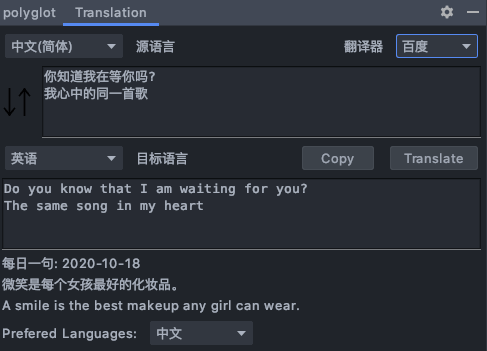 polyglot Translation
中文(简体) 源语言 翻译器 百度
你知道我在等你吗?
我心中的同一首歌
英语 目标语言 Copy Translate
Do you know that I am waiting for you?
The same song in my heart
每日一句: 2020-10-18
微笑是每个女孩最好的化妆品。
A smile is the best makeup any girl can wear.
Prefered Languages: 中文